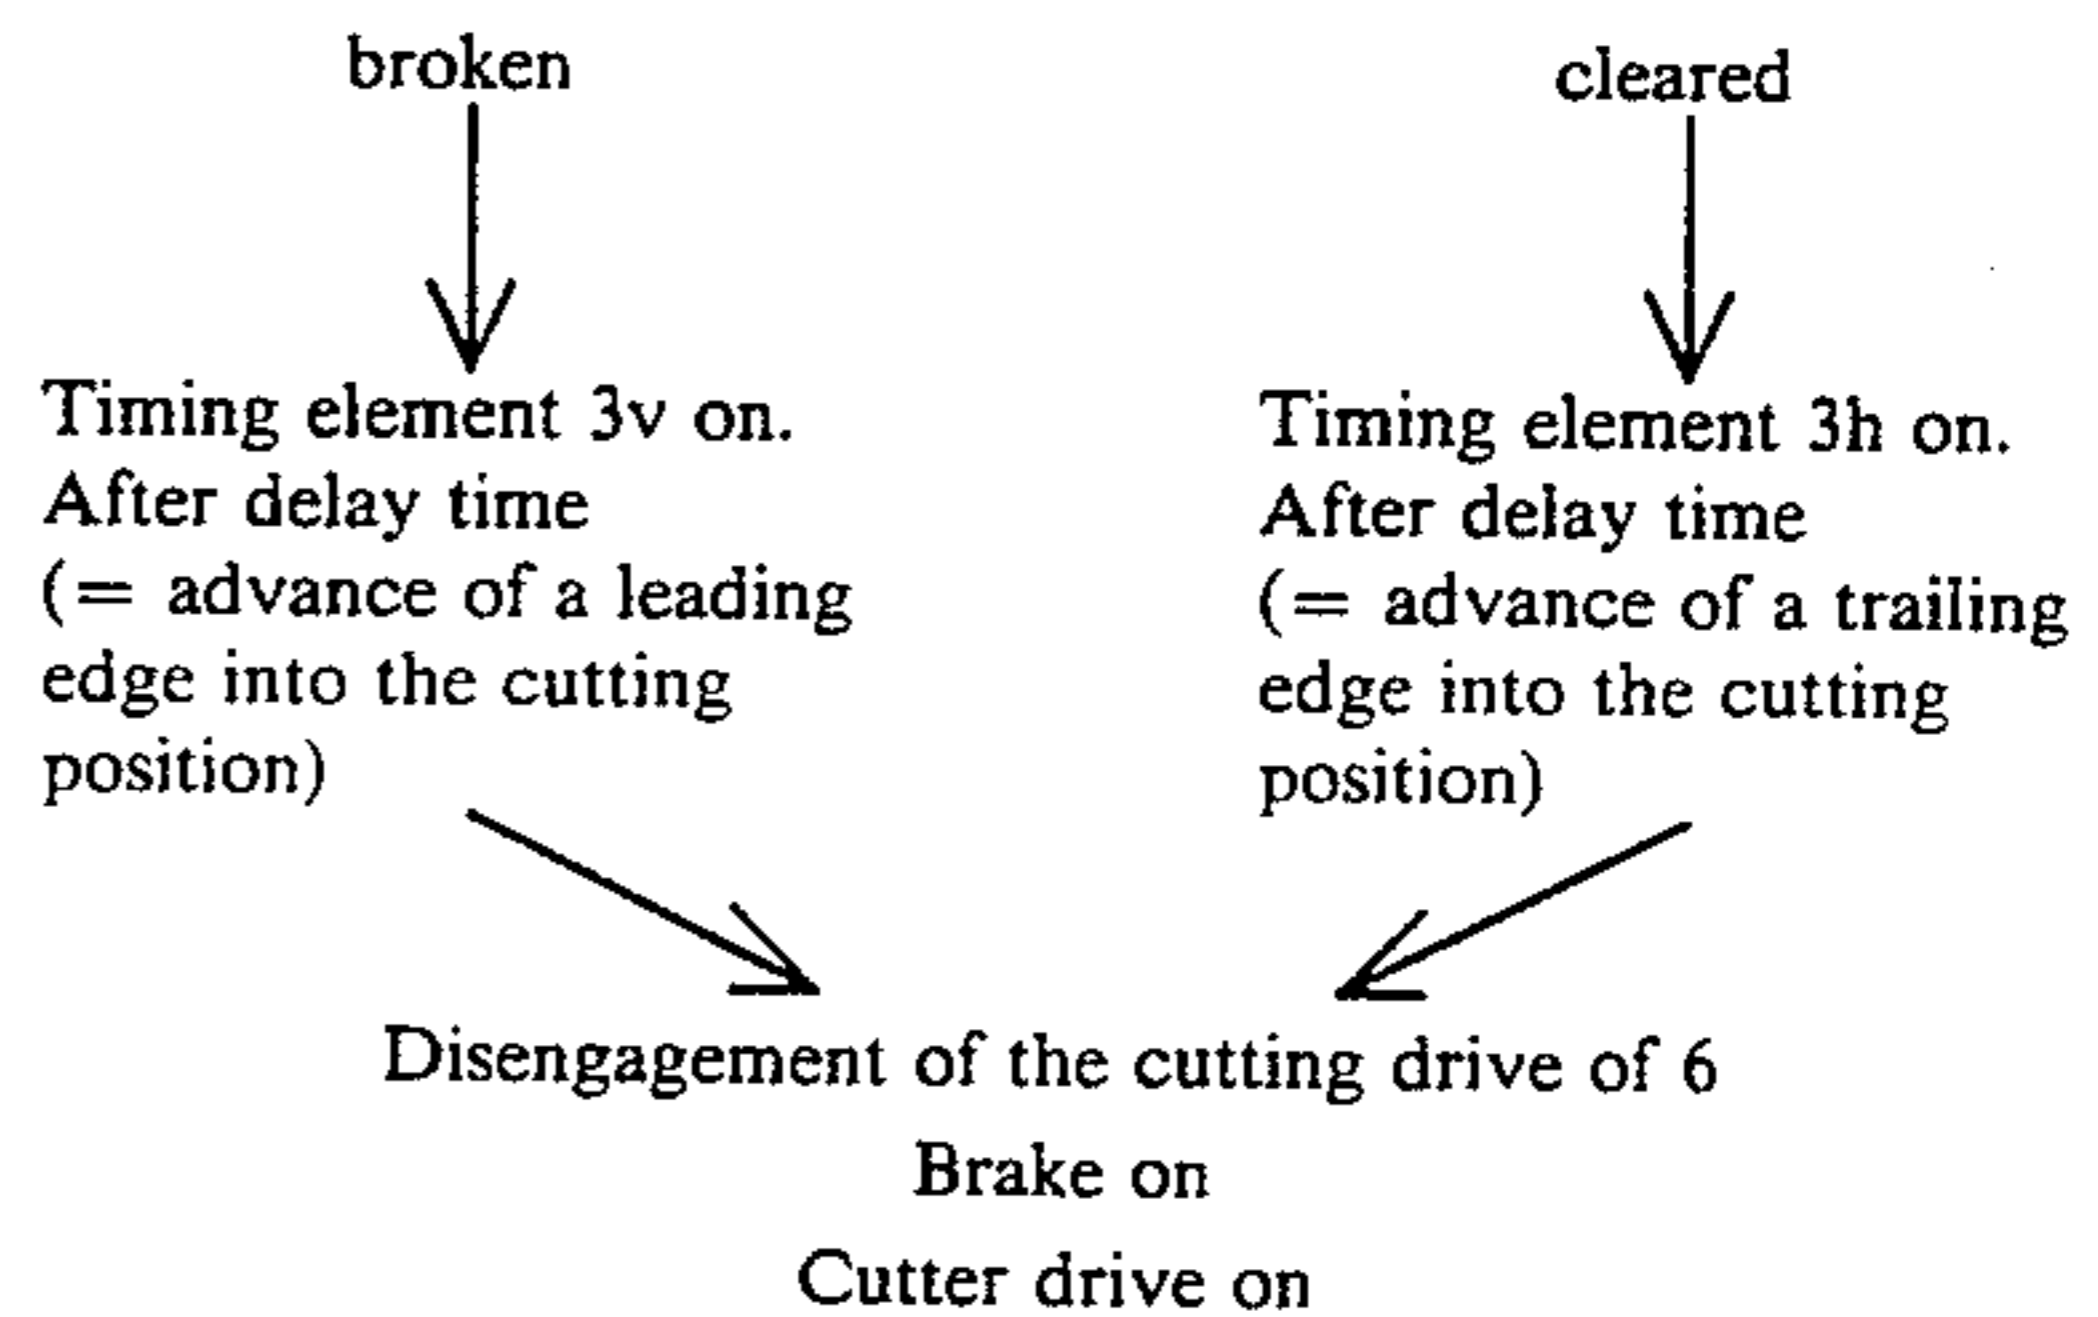 broken
cleared
Timing element 3v on.
After delay time
(= advance of a leading
edge into the cutting
position)
Timing element 3h on.
After delay time
(= advance of a trailing
edge into the cutting
position)
Disengagement of the cutting drive of 6
Brake on
Cutter drive on